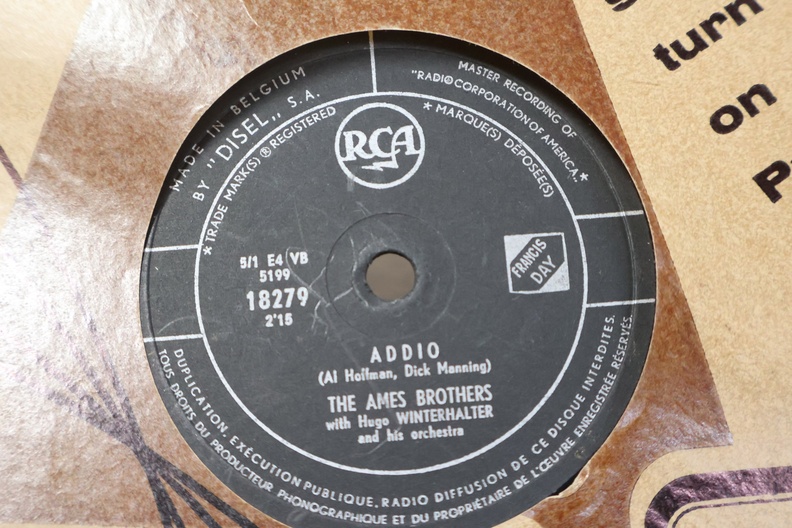 MADE IN BELGIUM
BY "DISEL,, S.A.
* TRADE MARK(S) ® REGISTERED
MASTER RECORDING OF
"RADIO CORPORATION OF AMERICA.,
* MARQUE(S) DÉPOSÉE(S) *
RCA
5/1 E4 VB
5199
18279
2'15
FRANCIS
DAY
ADDIO
(Al Hoffman, Dick Manning)
THE AMES BROTHERS
with Hugo WINTERHALTER
and his orchestra
DUPLICATION, EXÉCUTION PUBLIQUE, RADIO DIFFUSION DE CE DISQUE INTERDITES.
TOUS DROITS DU PRODUCTEUR PHONOGRAPHIQUE ET DU PROPRIÉTAIRE DE L'ŒUVRE ENREGISTRÉE RÉSERVÉS.
turn
on